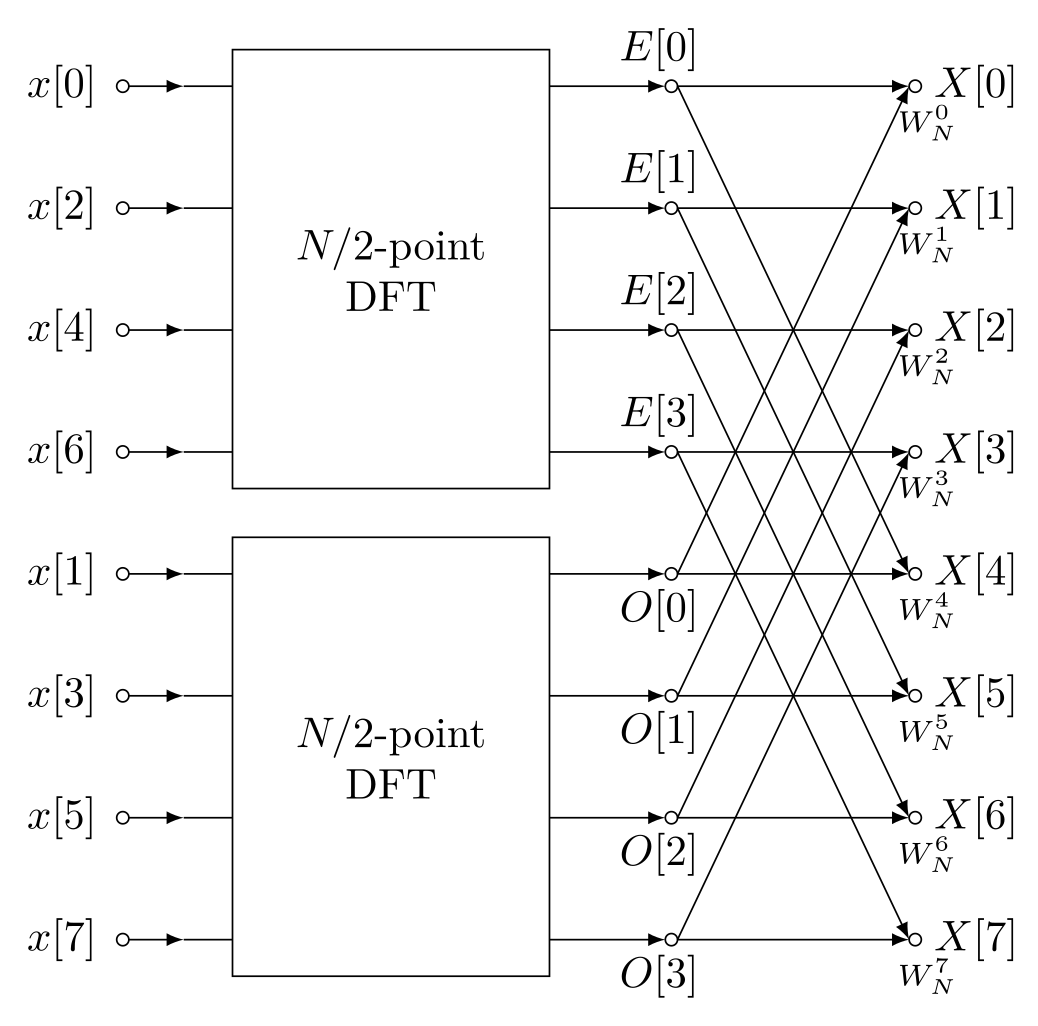 E[0]
x[0] X[0]
W_N^0
E[1]
x[2] X[1]
W_N^1
N/2-point
DFT
E[2]
x[4] X[2]
W_N^2
E[3]
x[6] X[3]
W_N^3
x[1] X[4]
O[0] W_N^4
x[3] X[5]
O[1] W_N^5
N/2-point
DFT
x[5] X[6]
O[2] W_N^6
x[7] X[7]
O[3] W_N^7